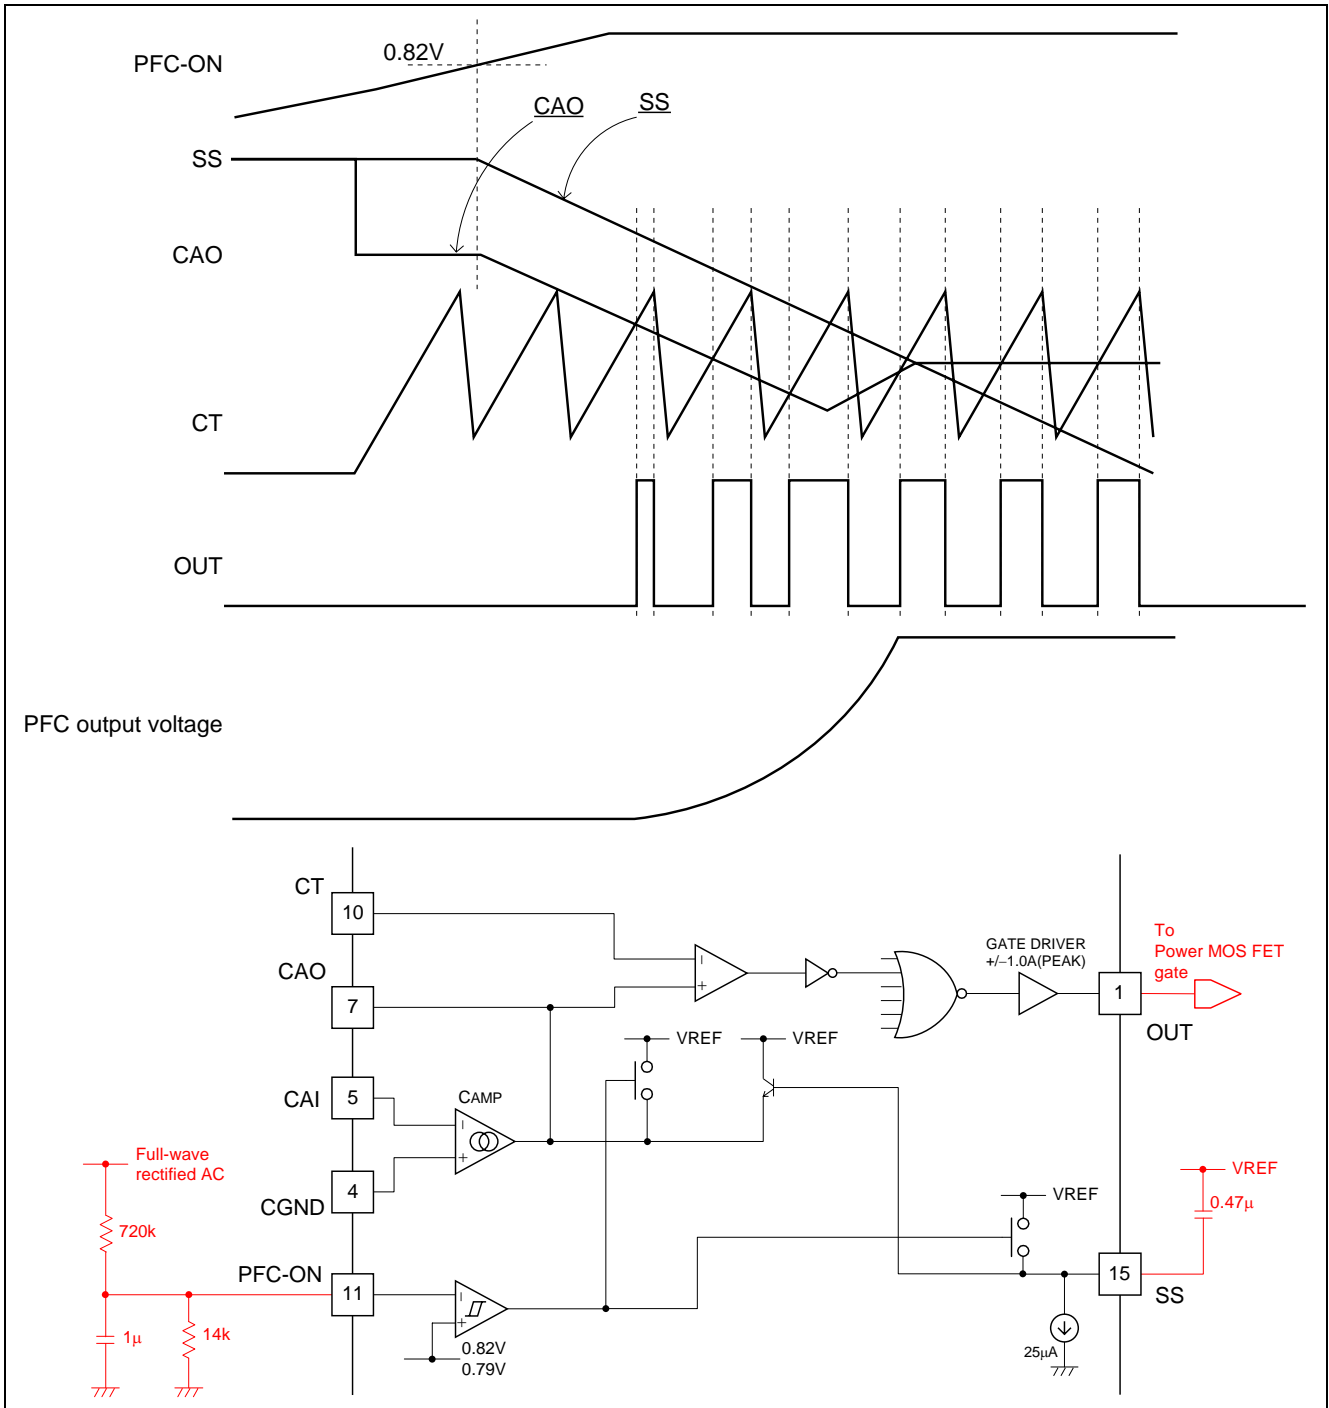 PFC-ON
0.82V
CAO
SS
SS
CAO
CT
OUT
PFC output voltage
CT
10
CAO
7
CAI
5
CAMP
CGND
4
PFC-ON
11
Full-wave
rectified AC
720k
1μ
14k
0.82V
0.79V
VREF
VREF
GATE DRIVER
+/–1.0A(PEAK)
To
Power MOS FET
gate
1
OUT
VREF
VREF
0.47μ
15
SS
25μA